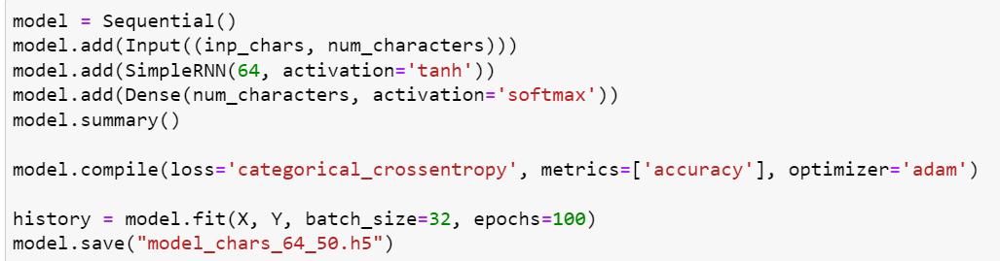 model = Sequential()
model.add(Input((inp_chars, num_characters)))
model.add(SimpleRNN(64, activation='tanh'))
model.add(Dense(num_characters, activation='softmax'))
model.summary()
model.compile(loss='categorical_crossentropy', metrics=['accuracy'], optimizer='adam')
history = model.fit(X, Y, batch_size=32, epochs=100)
model.save("model_chars_64_50.h5")